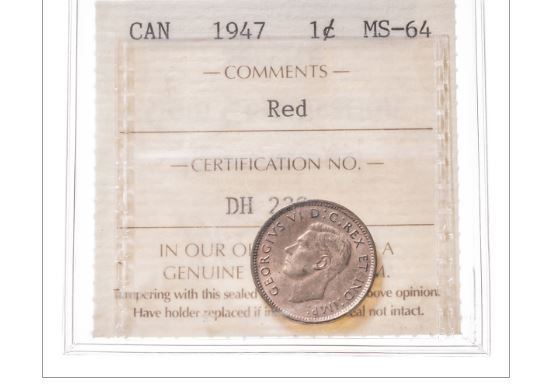 CAN 1947 1¢ MS-64
— COMMENTS —
Red
— CERTIFICATION NO. —
DH
IN OUR A
GENUINE
Tampering with this sealed above opinion.
Have holder replaced if seal not intact.
GEORGIVS VI D:G:REX ET IND:IMP: